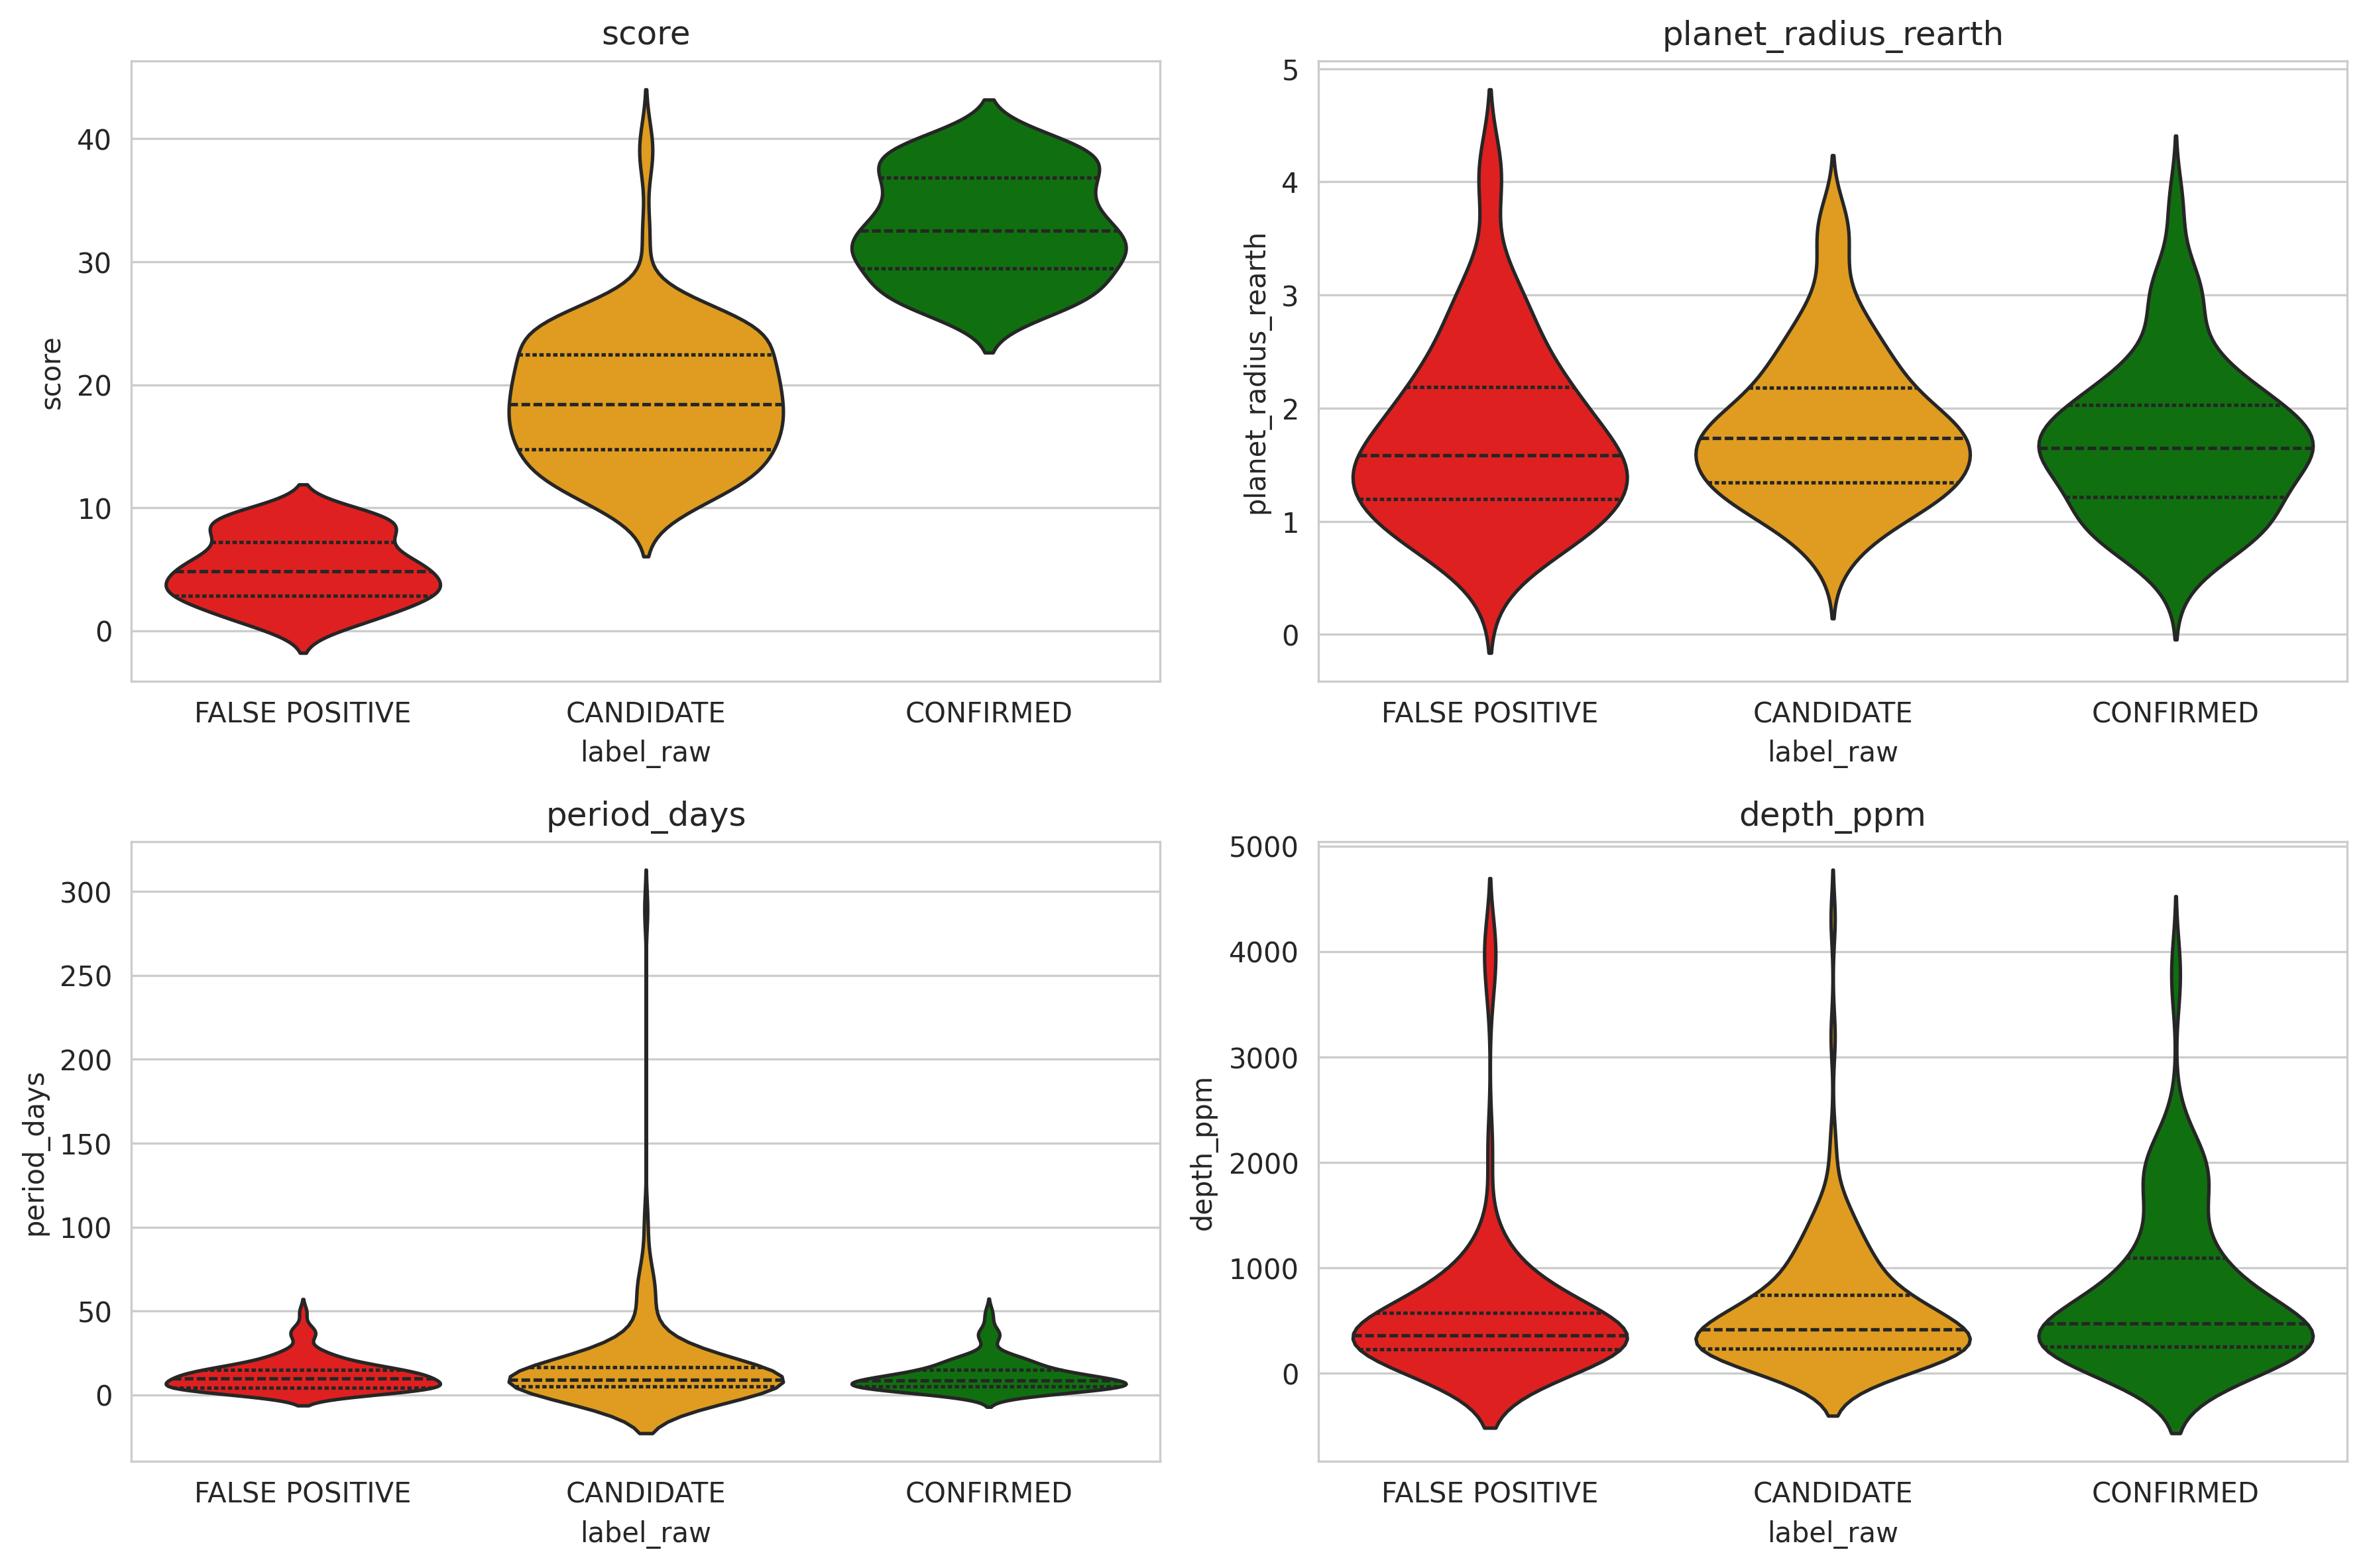 score
score
40
30
20
10
0
FALSE POSITIVE CANDIDATE CONFIRMED
label_raw
planet_radius_rearth
planet_radius_rearth
5
4
3
2
1
0
FALSE POSITIVE CANDIDATE CONFIRMED
label_raw
period_days
period_days
300
250
200
150
100
50
0
FALSE POSITIVE CANDIDATE CONFIRMED
label_raw
depth_ppm
depth_ppm
5000
4000
3000
2000
1000
0
FALSE POSITIVE CANDIDATE CONFIRMED
label_raw